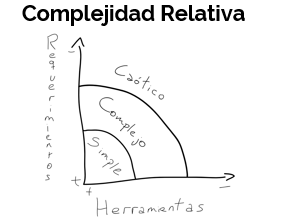 Complejidad Relativa
Requerimientos
-
Caótico
Complejo
Simple
+
+
-
Herramientas